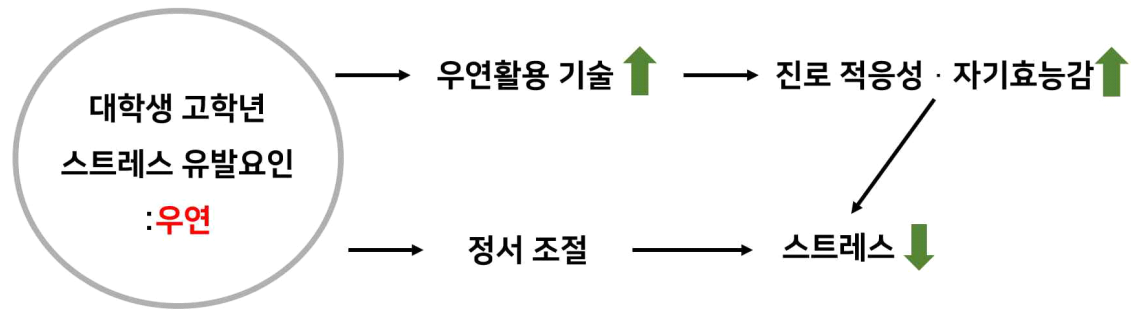 대학생 고학년
스트레스 유발요인
:우연
우연활용 기술
진로 적응성 · 자기효능감
정서 조절
스트레스